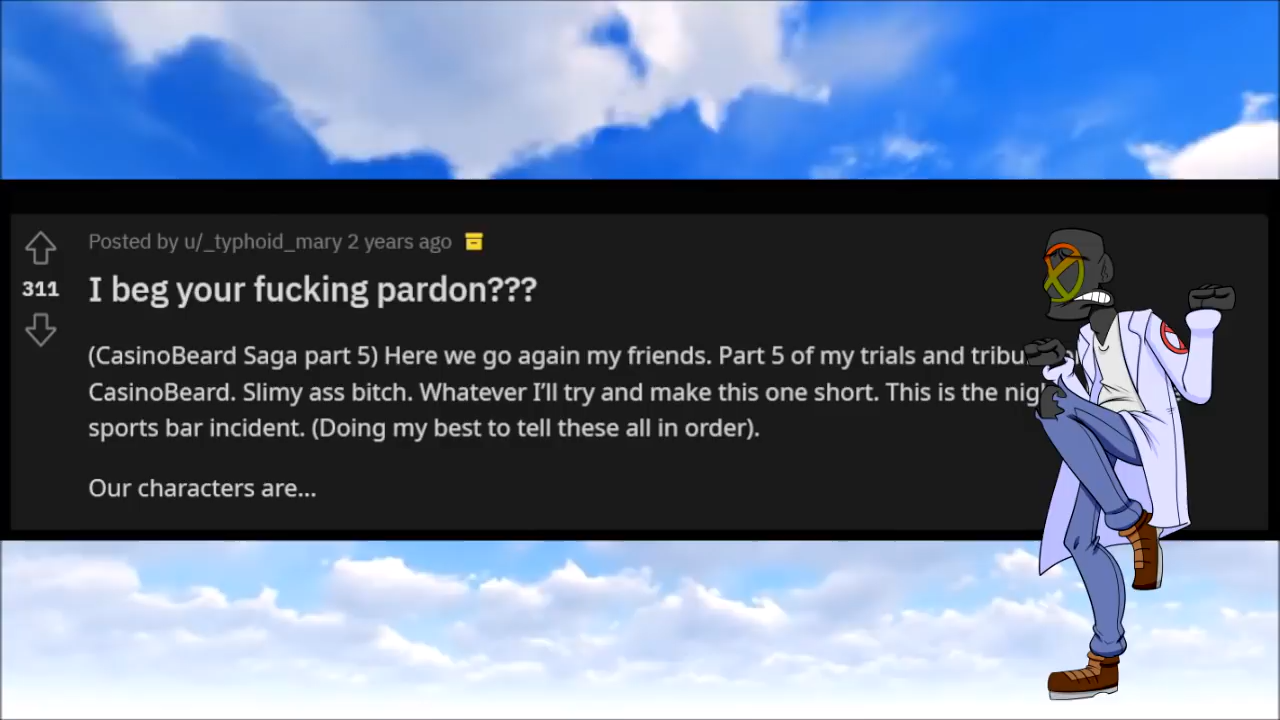 Posted by u/_typhoid_mary 2 years ago
311
I beg your fucking pardon???
(CasinoBeard Saga part 5) Here we go again my friends. Part 5 of my trials and
CasinoBeard. Slimy ass bitch. Whatever I'll try and make this one short. This is the
sports bar incident. (Doing my best to tell these all in order).
Our characters are...